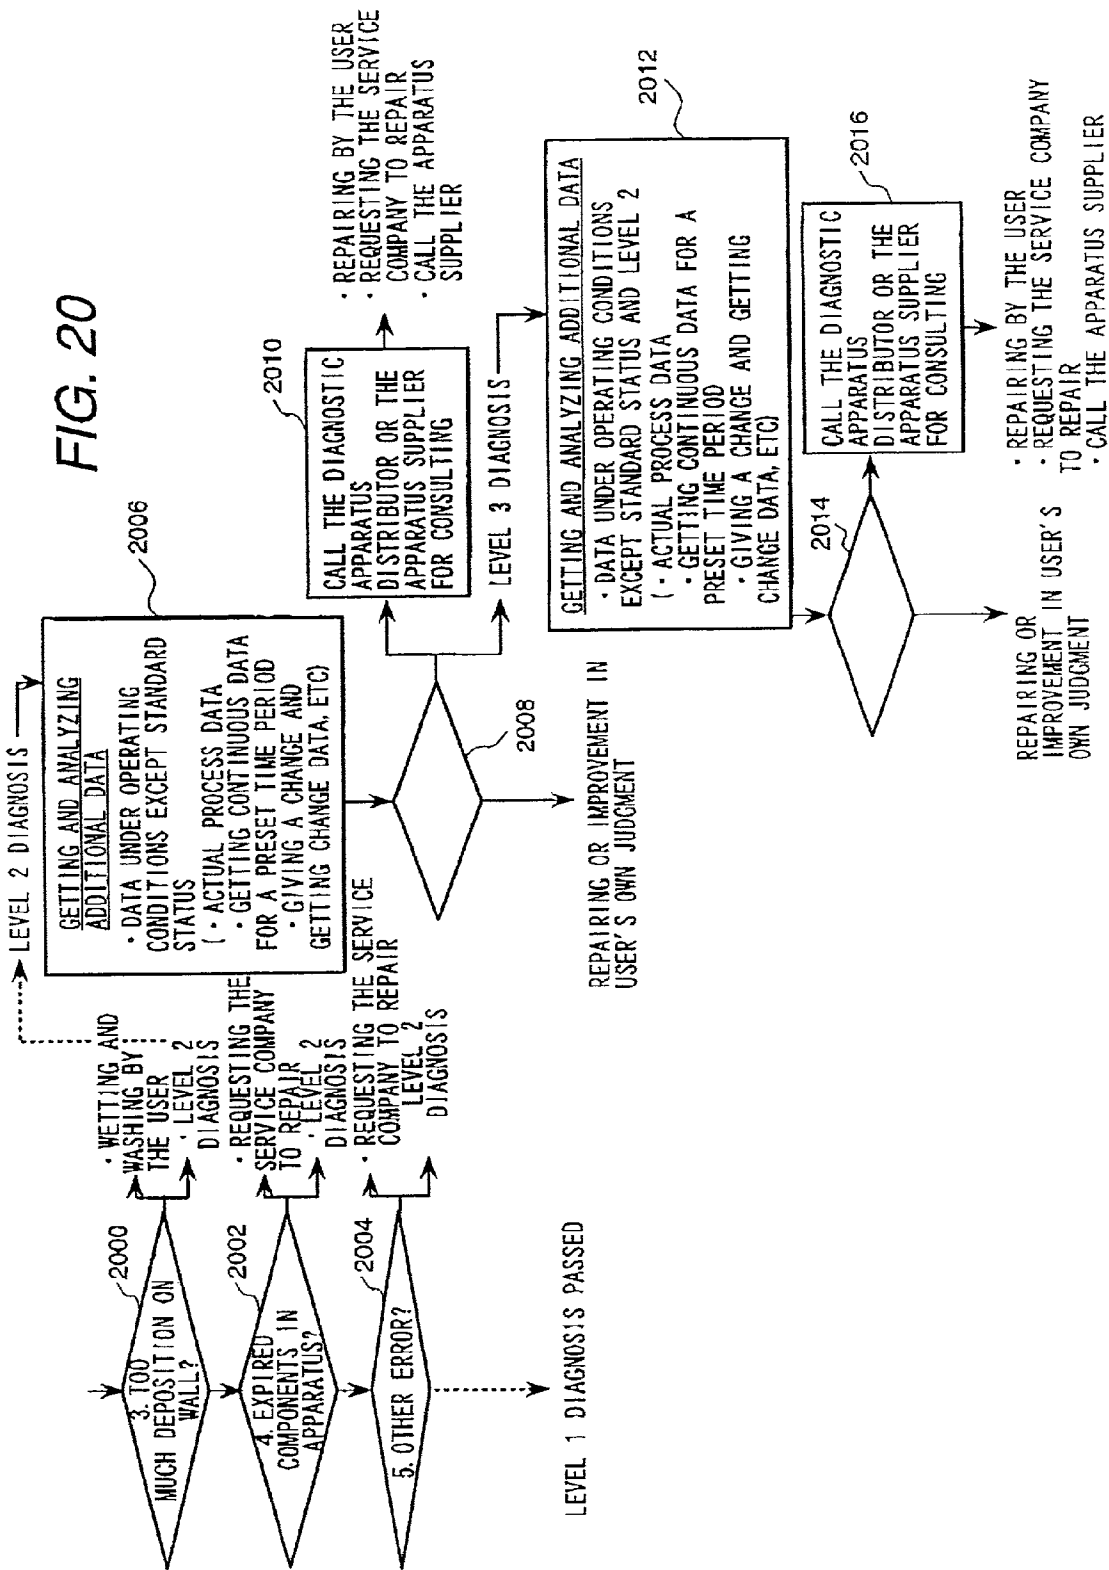 FIG. 20
3. TOO
MUCH DEPOSITION ON
WALL?
2000
· WETTING AND
WASHING BY
THE USER
· LEVEL 2
DIAGNOSIS
4. EXPIRED
COMPONENTS IN
APPARATUS?
2002
· REQUESTING THE
SERVICE COMPANY
TO REPAIR
· LEVEL 2
DIAGNOSIS
5. OTHER ERROR?
2004
· REQUESTING THE SERVICE
COMPANY TO REPAIR
LEVEL 2
DIAGNOSIS
LEVEL 1 DIAGNOSIS PASSED
LEVEL 2 DIAGNOSIS
2006
GETTING AND ANALYZING
ADDITIONAL DATA
· DATA UNDER OPERATING
CONDITIONS EXCEPT STANDARD
STATUS
( · ACTUAL PROCESS DATA
· GETTING CONTINUOUS DATA
FOR A PRESET TIME PERIOD
· GIVING A CHANGE AND
GETTING CHANGE DATA, ETC)
2008
REPAIRING OR IMPROVEMENT IN
USER'S OWN JUDGMENT
2010
CALL THE DIAGNOSTIC
APPARATUS
DISTRIBUTOR OR THE
APPARATUS SUPPLIER
FOR CONSULTING
· REPAIRING BY THE USER
· REQUESTING THE SERVICE
COMPANY TO REPAIR
· CALL THE APPARATUS
SUPPLIER
LEVEL 3 DIAGNOSIS
2012
GETTING AND ANALYZING ADDITIONAL DATA
· DATA UNDER OPERATING CONDITIONS
EXCEPT STANDARD STATUS AND LEVEL 2
( · ACTUAL PROCESS DATA
· GETTING CONTINUOUS DATA FOR A
PRESET TIME PERIOD
· GIVING A CHANGE AND GETTING
CHANGE DATA, ETC)
2014
REPAIRING OR
IMPROVEMENT IN USER'S
OWN JUDGMENT
2016
CALL THE DIAGNOSTIC
APPARATUS
DISTRIBUTOR OR THE
APPARATUS SUPPLIER
FOR CONSULTING
· REPAIRING BY THE USER
· REQUESTING THE SERVICE COMPANY
TO REPAIR
· CALL THE APPARATUS SUPPLIER